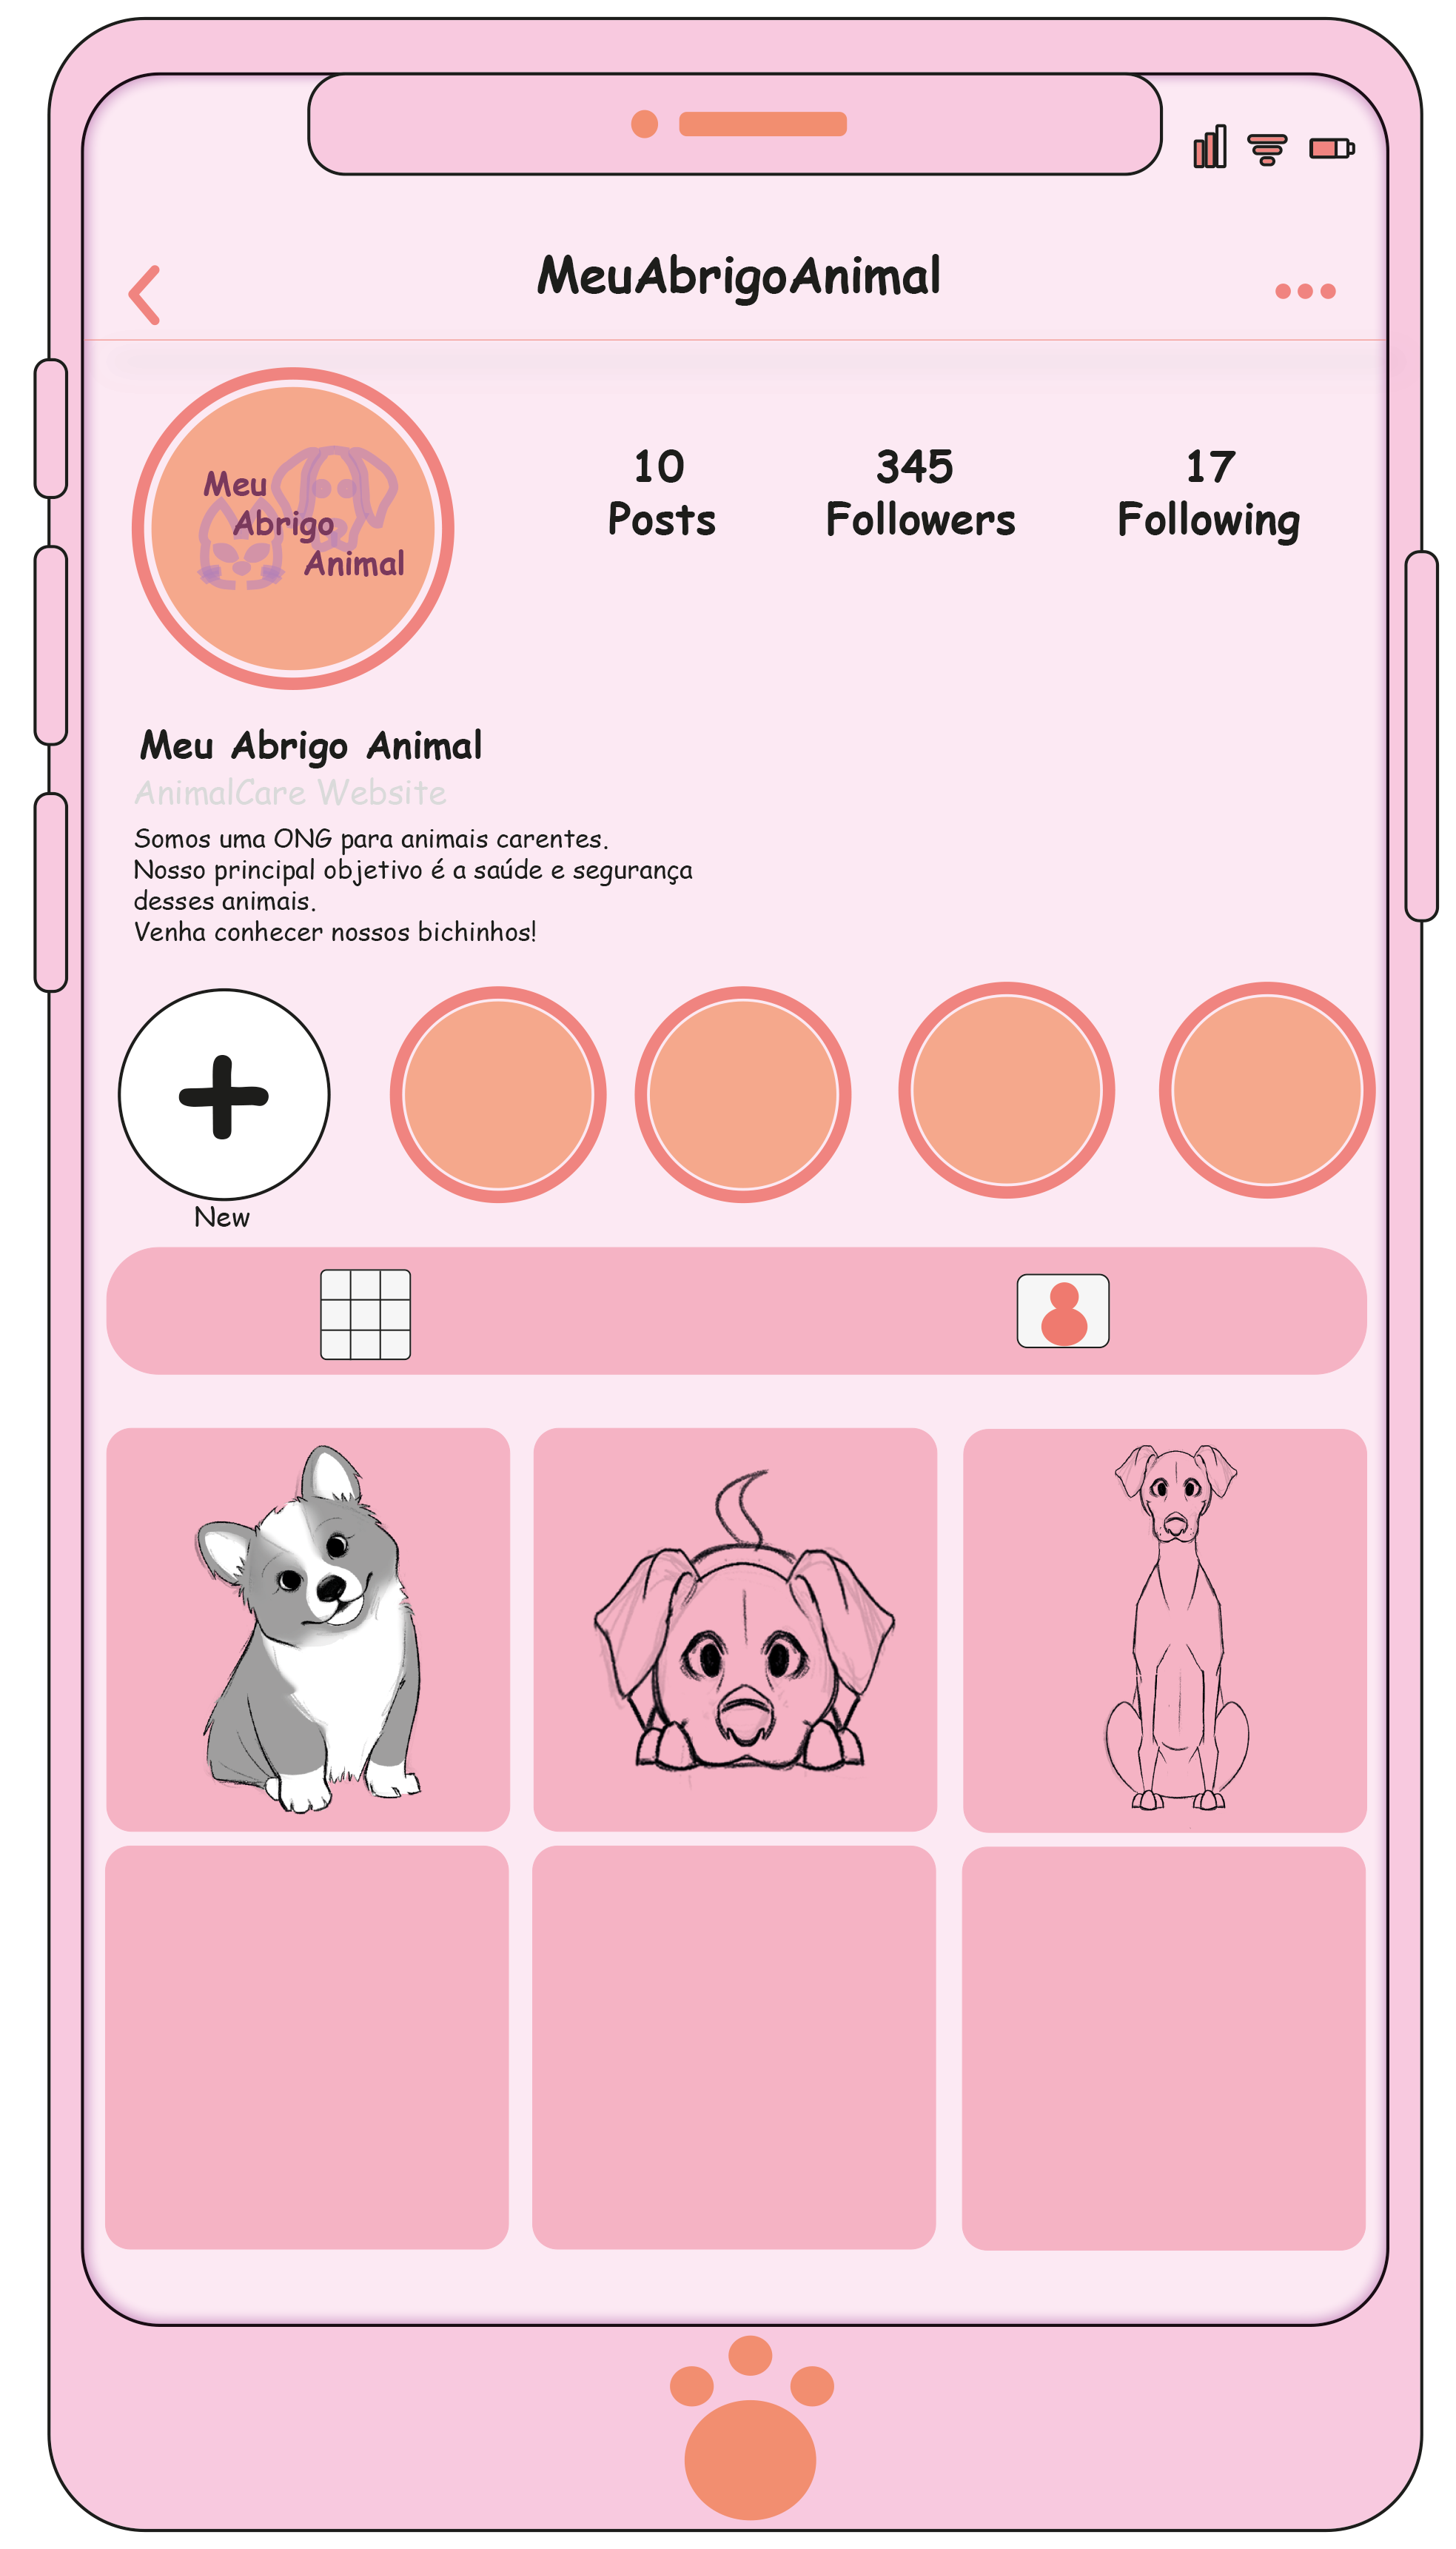 MeuAbrigoAnimal
Meu
Abrigo
Animal
10
Posts
345
Followers
17
Following
Meu Abrigo Animal
AnimalCare Website
Somos uma ONG para animais carentes.
Nosso principal objetivo é a saúde e segurança
desses animais.
Venha conhecer nossos bichinhos!
New